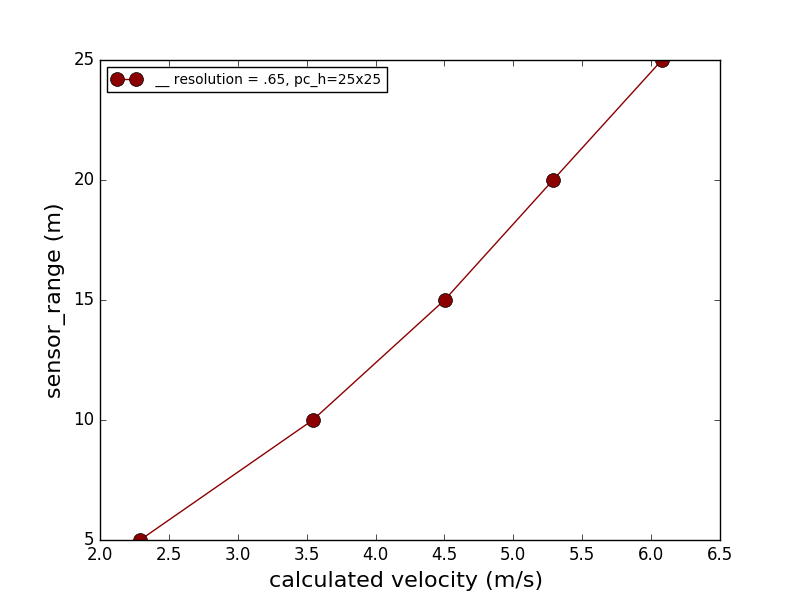 __ resolution = .65, pc_h=25x25
25
20
15
10
5
sensor_range (m)
2.0 2.5 3.0 3.5 4.0 4.5 5.0 5.5 6.0 6.5
calculated velocity (m/s)